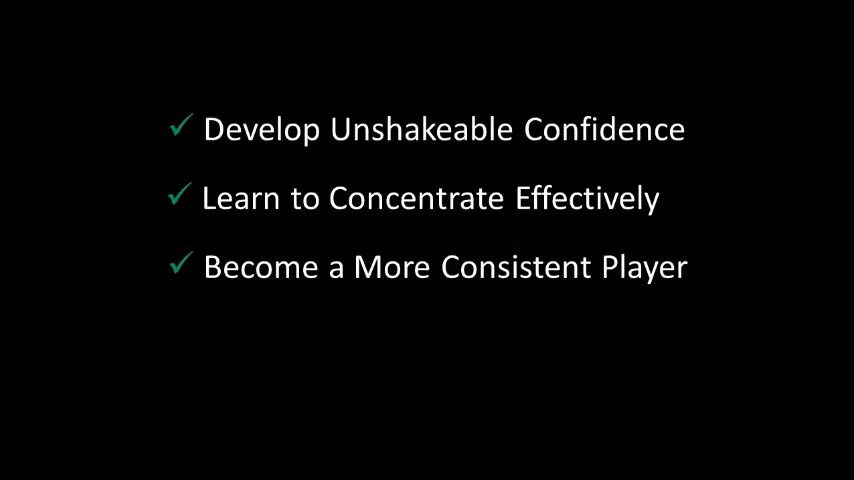 ✓ Develop Unshakeable Confidence
✓ Learn to Concentrate Effectively
✓ Become a More Consistent Player